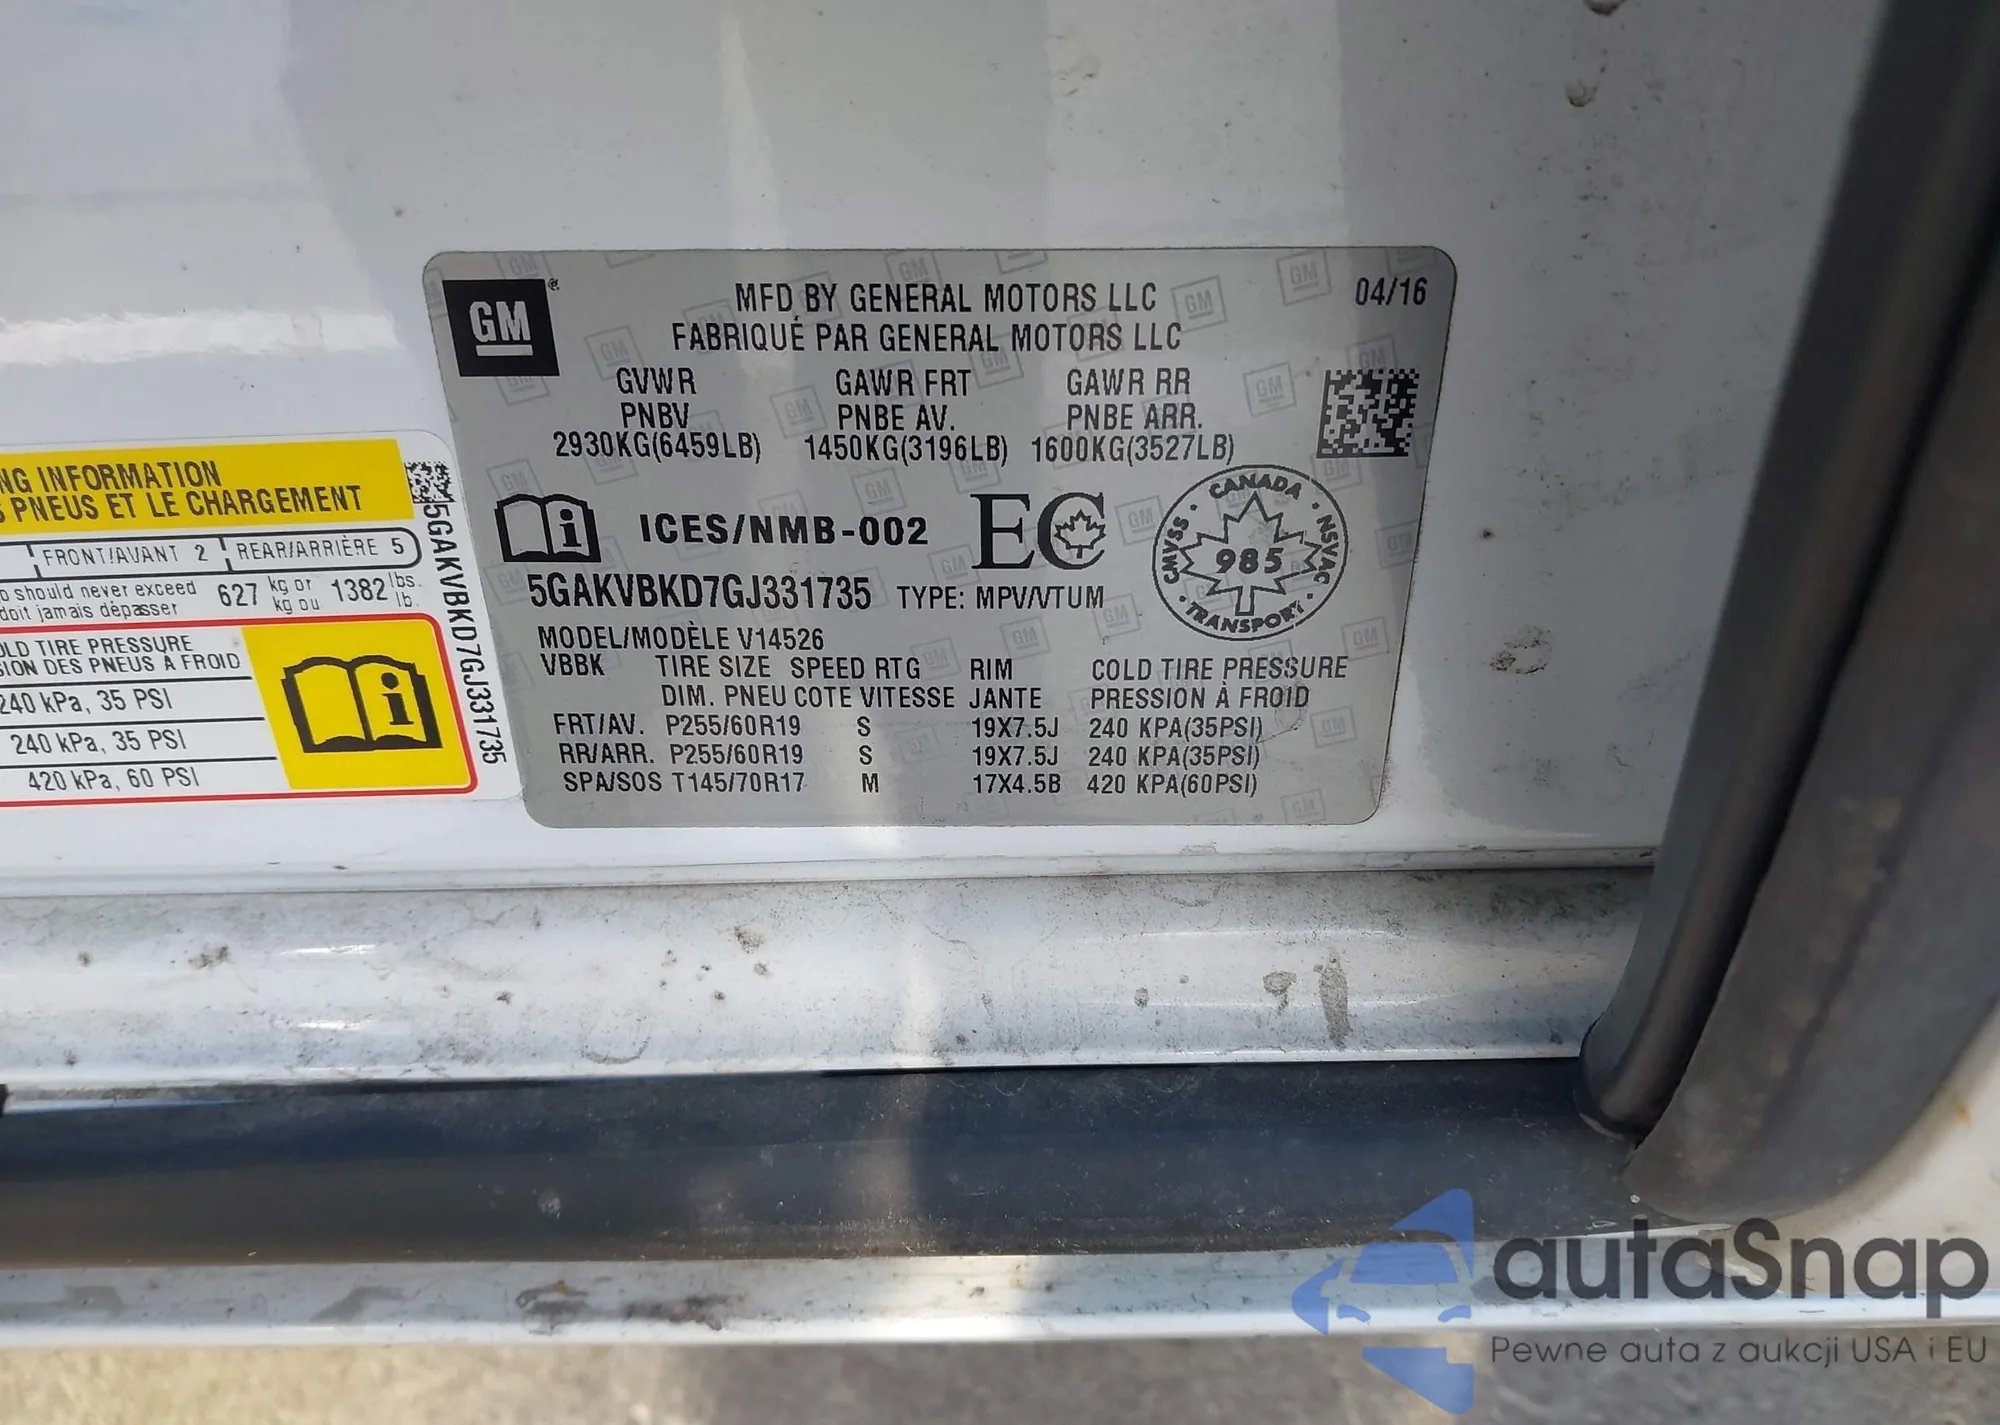 GM
MFD BY GENERAL MOTORS LLC
04/16
FABRIQUÉ PAR GENERAL MOTORS LLC
GVWR GAWR FRT GAWR RR
PNBV PNBE AV. PNBE ARR.
2930KG(6459LB) 1450KG(3196LB) 1600KG(3527LB)
i ICES/NMB-002 EC
CANADA
CMVSS · 985 · NSVAC
TRANSPORT
5GAKVBKD7GJ331735 TYPE: MPV/VTUM
MODEL/MODÈLE V14526
VBBK TIRE SIZE SPEED RTG RIM COLD TIRE PRESSURE
DIM. PNEU COTE VITESSE JANTE PRESSION À FROID
FRT/AV. P255/60R19 S 19X7.5J 240 KPA(35PSI)
RR/ARR. P255/60R19 S 19X7.5J 240 KPA(35PSI)
SPA/SOS T145/70R17 M 17X4.5B 420 KPA(60PSI)
NG INFORMATION
S PNEUS ET LE CHARGEMENT
FRONT/AVANT 2 REAR/ARRIÈRE 5
o should never exceed 627 kg or 1382 lbs.
doit jamais dépasser kg ou lb.
OLD TIRE PRESSURE
SION DES PNEUS À FROID
240 kPa, 35 PSI
240 kPa, 35 PSI
420 kPa, 60 PSI
i
5GAKVBKD7GJ331735
autaSnap
Pewne auta z aukcji USA i EU